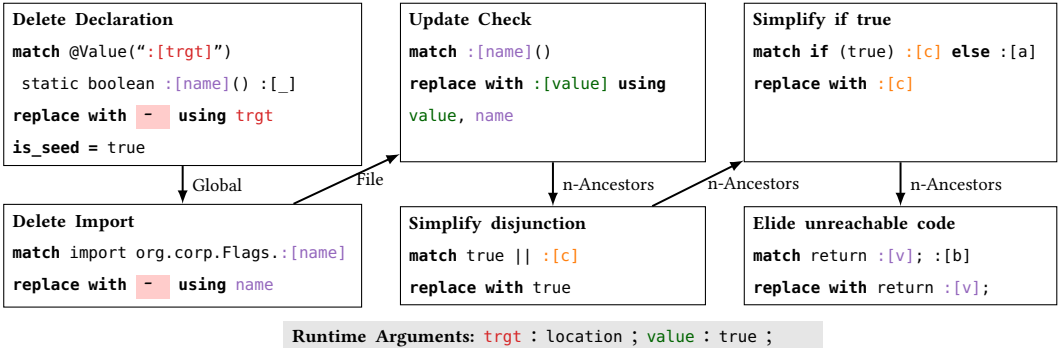 Delete Declaration
match @Value(“:[trgt]”)
static boolean :[name]() :[_]
replace with - using trgt
is_seed = true
Global
Delete Import
match import org.corp.Flags.:[name]
replace with - using name
File
Update Check
match :[name]()
replace with :[value] using
value, name
n-Ancestors
Simplify disjunction
match true || :[c]
replace with true
n-Ancestors
Simplify if true
match if (true) :[c] else :[a]
replace with :[c]
n-Ancestors
Elide unreachable code
match return :[v]; :[b]
replace with return :[v];
Runtime Arguments: trgt : location ; value : true ;